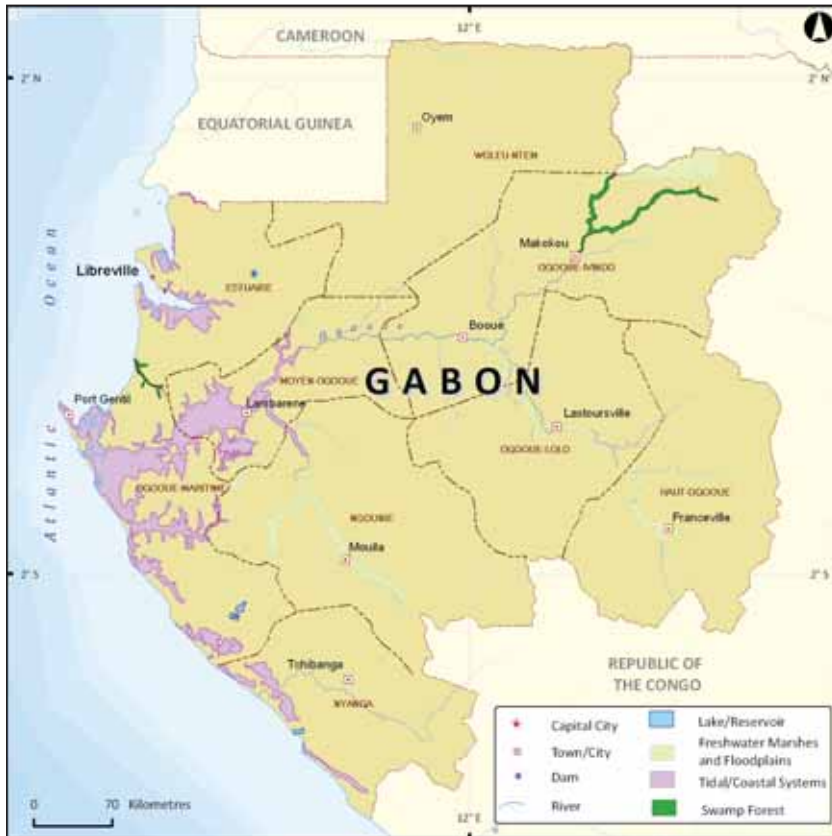 12° E
CAMEROON
2° N
2° N
EQUATORIAL GUINEA
Oyem
WOLEU-NTEM
Makokou
OGOOUE-IVINDO
Libreville
ESTUAIRE
Atlantic Ocean
Booue
MOYEN-OGOOUE
GABON
Port Gentil
Lambarene
Lastoursville
OGOOUE-LOLO
OGOOUE-MARITIME
HAUT-OGOOUE
NGOUNIE
Franceville
Mouila
2° S
2° S
Tchibanga
NYANGA
REPUBLIC OF
THE CONGO
Capital City
Town/City
Dam
River
Lake/Reservoir
Freshwater Marshes
and Floodplains
Tidal/Coastal Systems
Swamp Forest
0 70 Kilometres
12° E